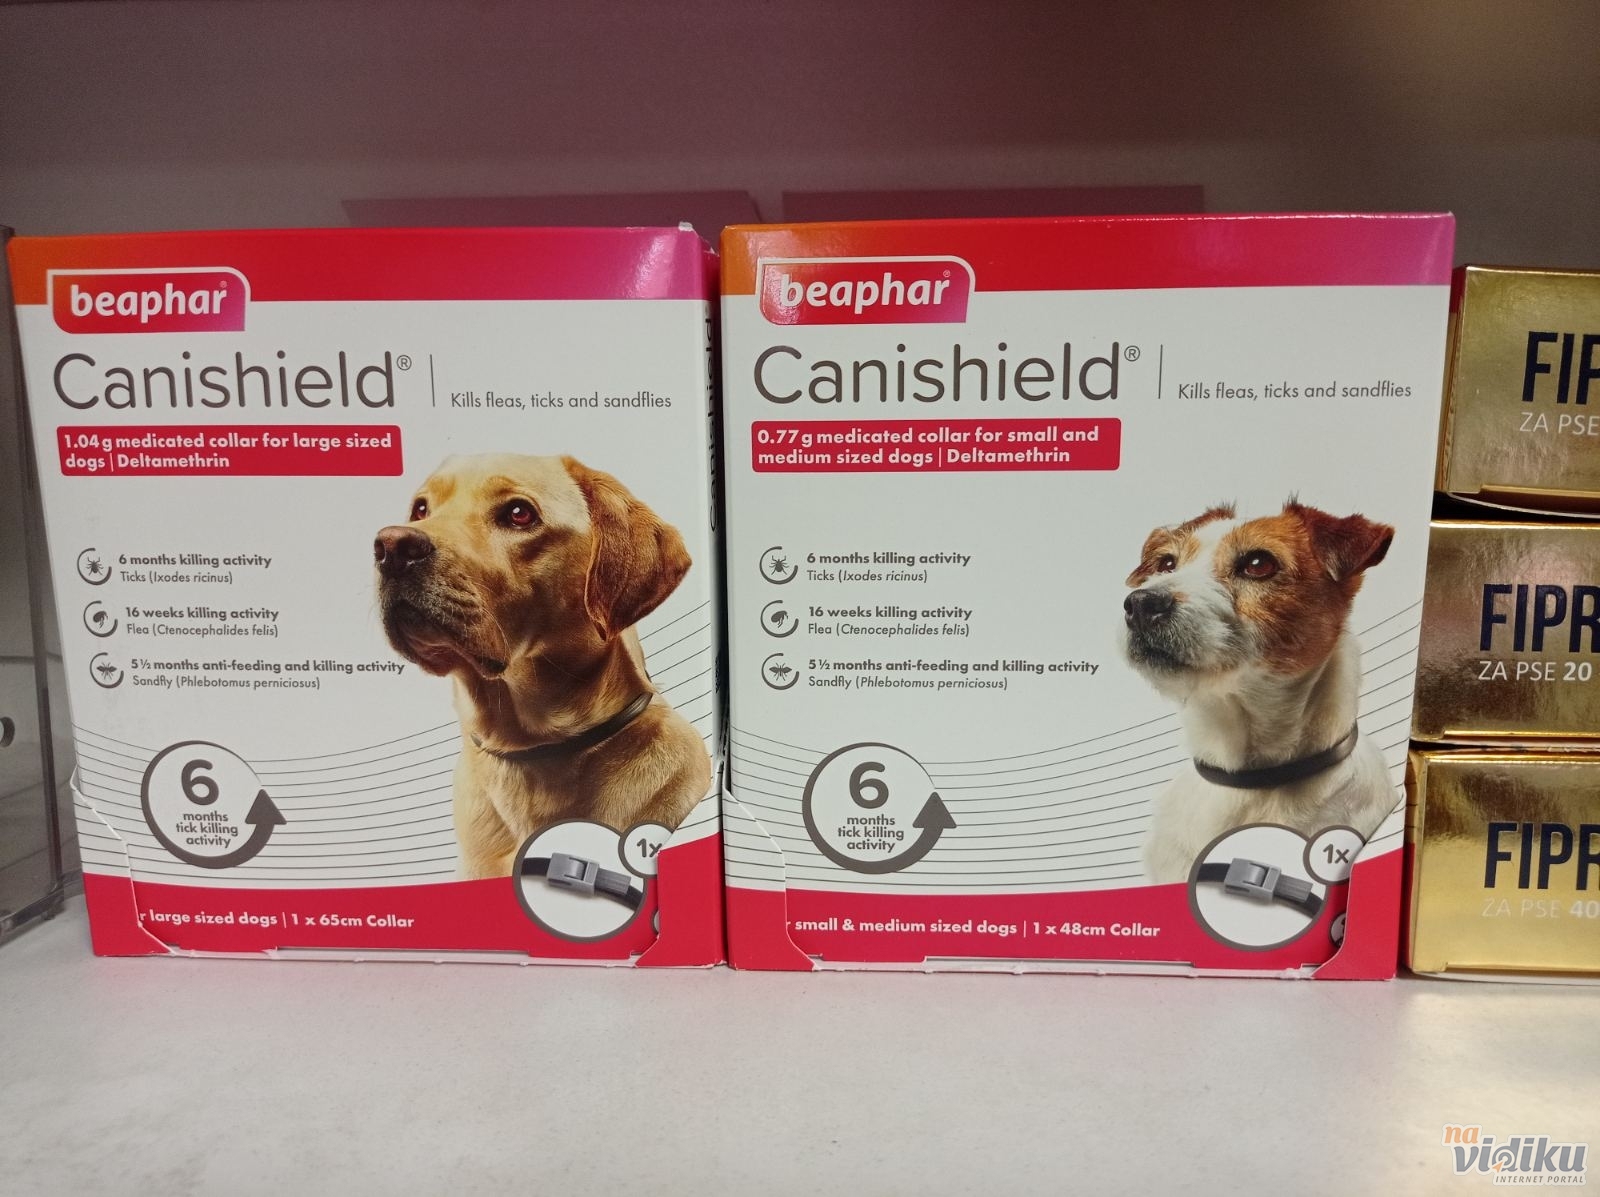 beaphar®
Canishield®
Kills fleas, ticks and sandflies
1.04 g medicated collar for large sized
dogs | Deltamethrin
6 months killing activity
Ticks (Ixodes ricinus)
16 weeks killing activity
Flea (Ctenocephalides felis)
5 ½ months anti-feeding and killing activity
Sandfly (Phlebotomus perniciosus)
6
months
tick killing
activity
1x
r large sized dogs | 1 x 65cm Collar
Canishield
beaphar®
Canishield®
Kills fleas, ticks and sandflies
0.77 g medicated collar for small and
medium sized dogs | Deltamethrin
6 months killing activity
Ticks (Ixodes ricinus)
16 weeks killing activity
Flea (Ctenocephalides felis)
5 ½ months anti-feeding and killing activity
Sandfly (Phlebotomus perniciosus)
6
months
tick killing
activity
1x
r small & medium sized dogs | 1 x 48cm Collar
FIP
ZA PSE
FIPR
ZA PSE 20
FIPR
ZA PSE 40
na
vidiku
INTERNET PORTAL